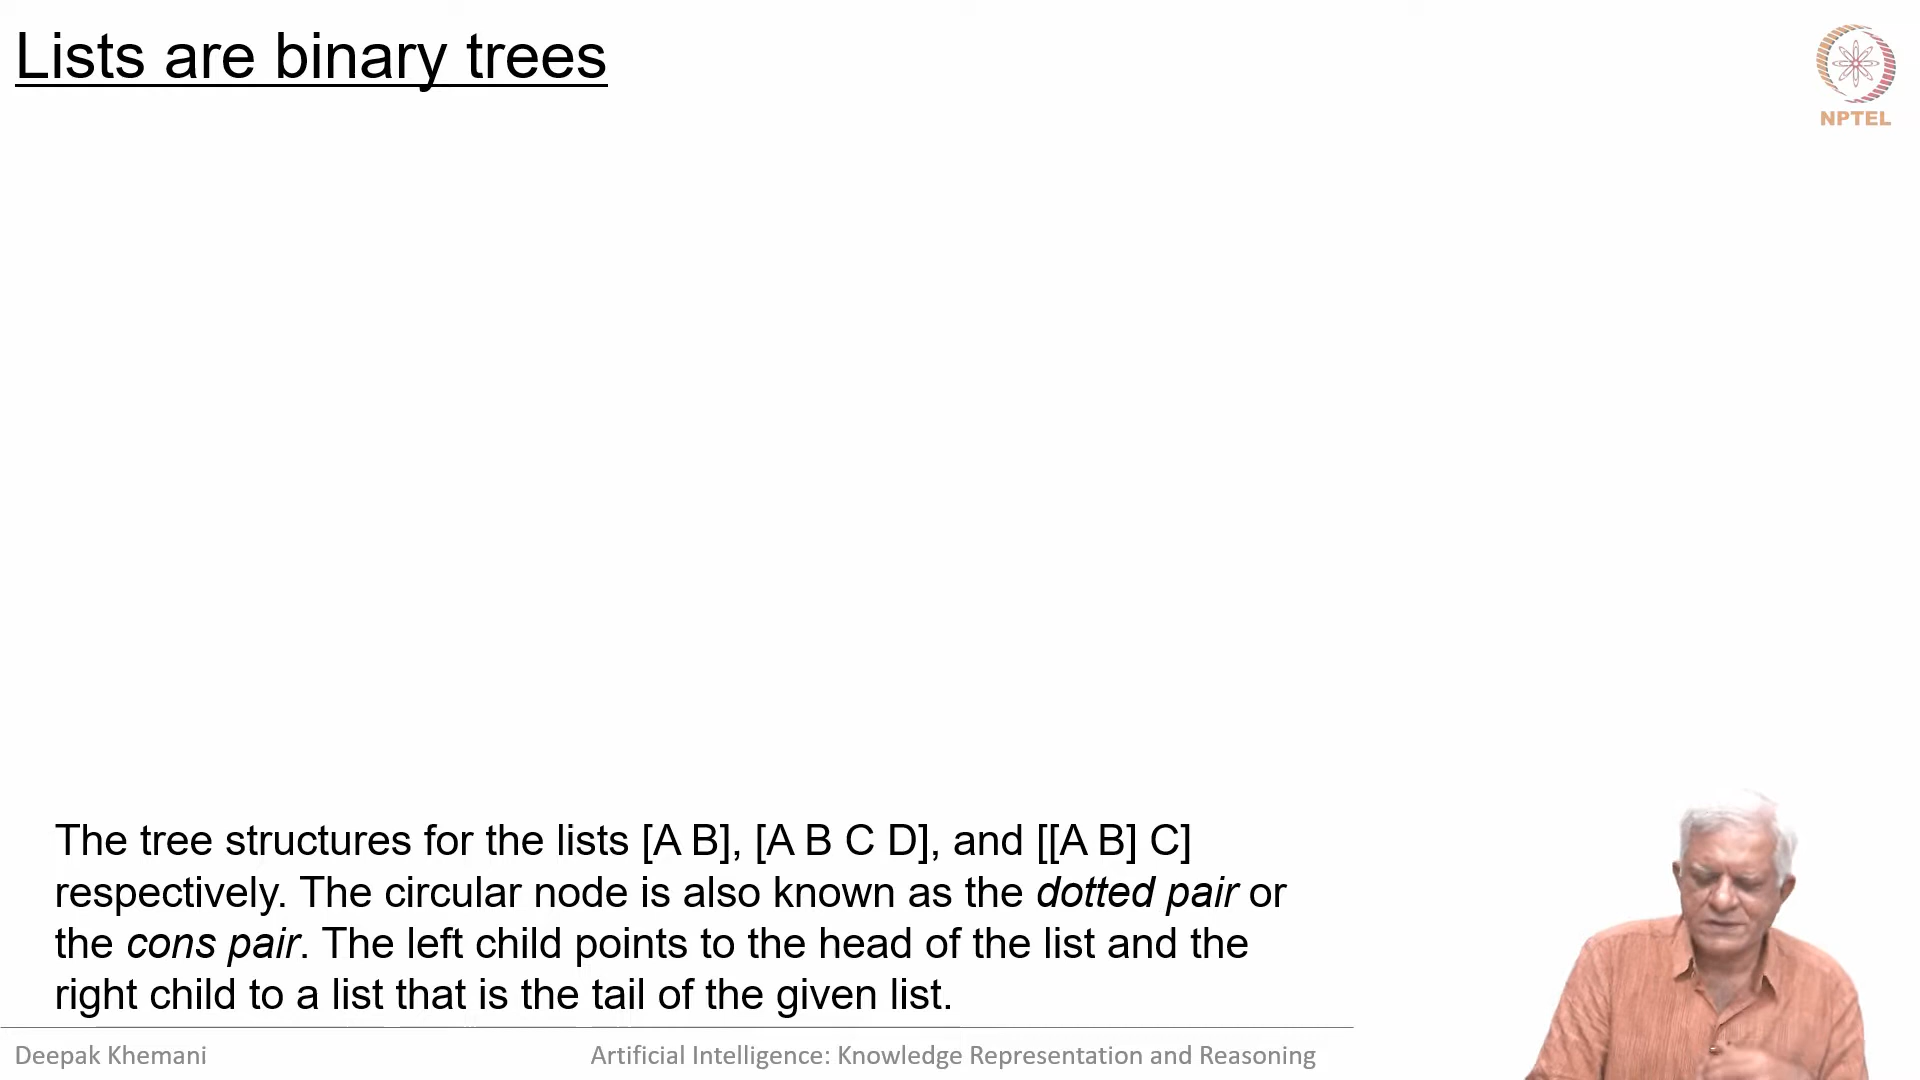 Lists are binary trees
NPTEL
The tree structures for the lists [A B], [A B C D], and [[A B] C]
respectively. The circular node is also known as the dotted pair or
the cons pair. The left child points to the head of the list and the
right child to a list that is the tail of the given list.
Deepak Khemani
Artificial Intelligence: Knowledge Representation and Reasoning